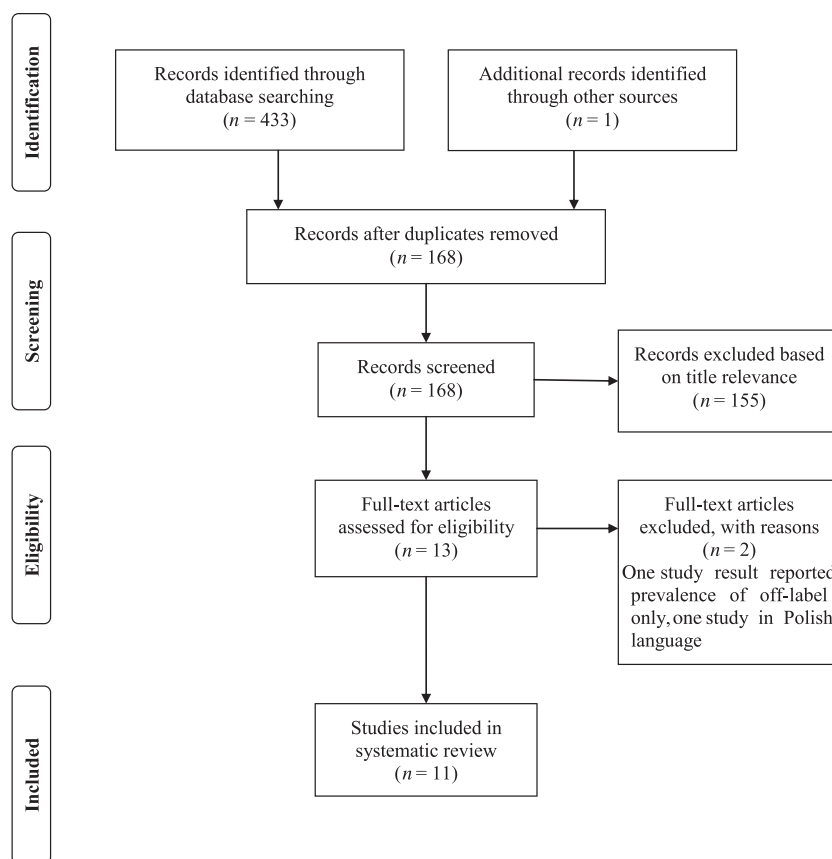 Identification
Records identified through
database searching
(n = 433)
Additional records identified
through other sources
(n = 1)
Records after duplicates removed
(n = 168)
Screening
Records screened
(n = 168)
Records excluded based
on title relevance
(n = 155)
Eligibility
Full-text articles
assessed for eligibility
(n = 13)
Full-text articles
excluded, with reasons
(n = 2)
One study result reported
prevalence of off-label
only, one study in Polish
language
Included
Studies included in
systematic review
(n = 11)